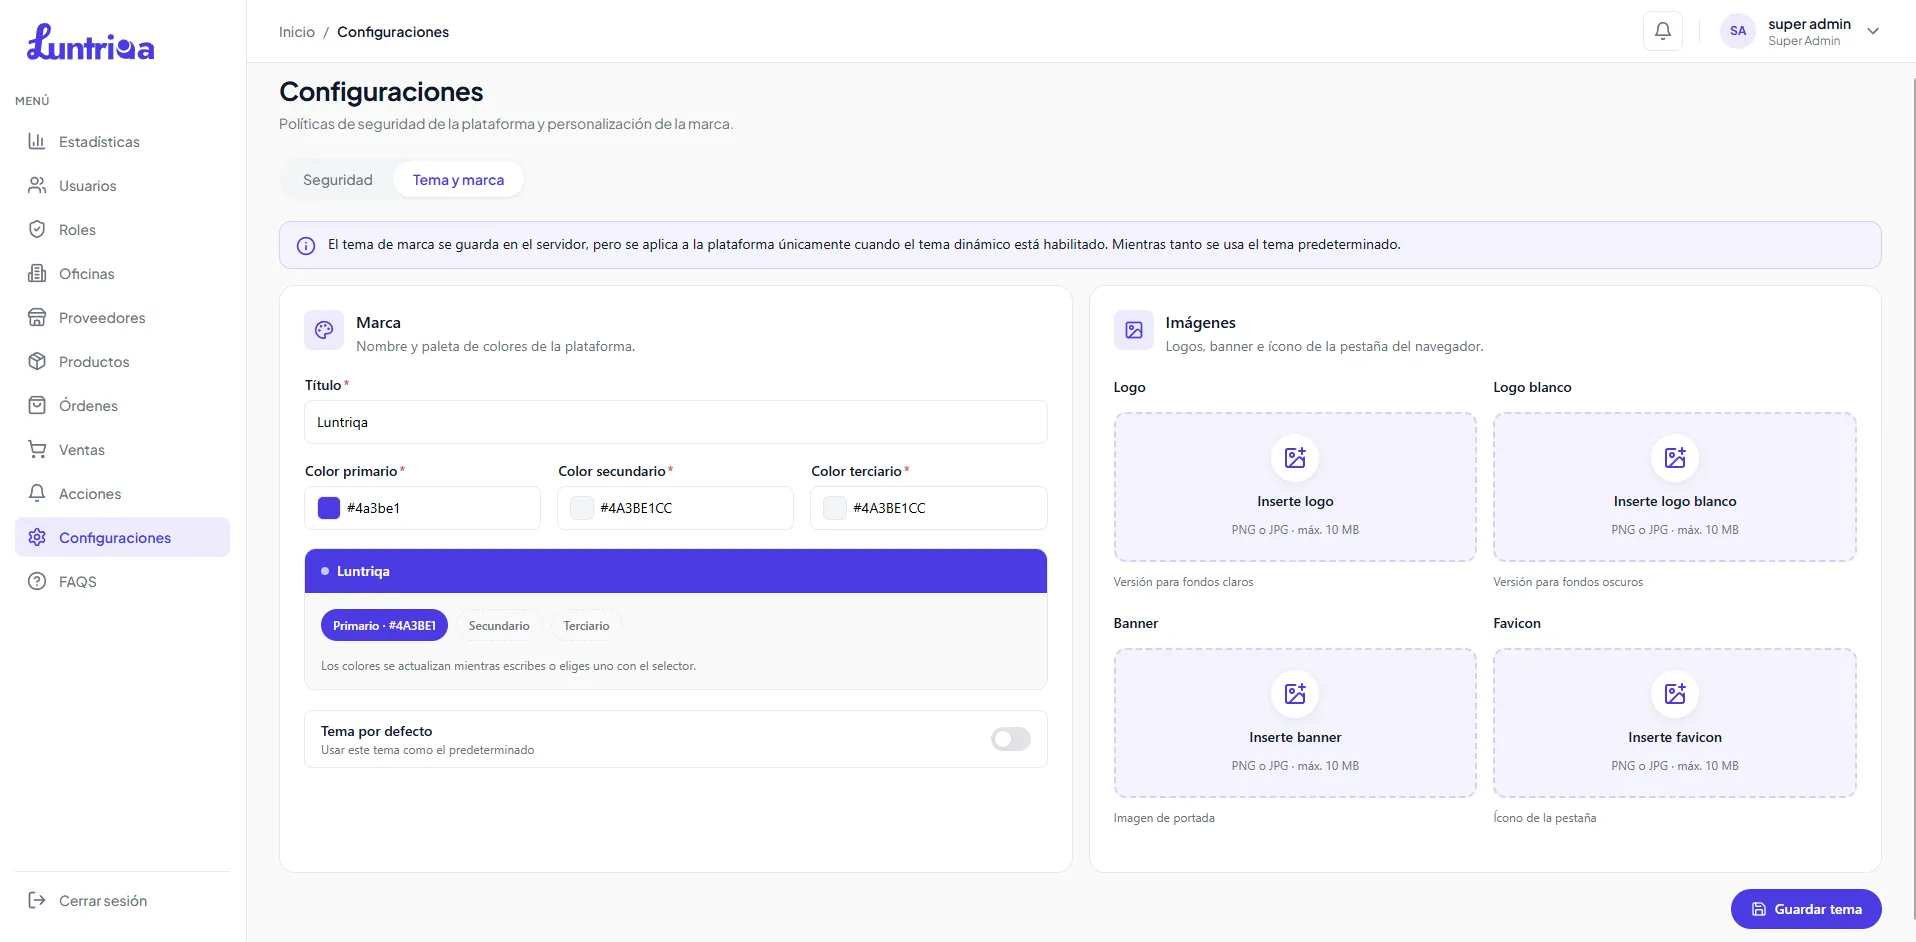 Luntriqa
MENÚ
Estadísticas
Usuarios
Roles
Oficinas
Proveedores
Productos
Órdenes
Ventas
Acciones
Configuraciones
FAQS
Cerrar sesión
Inicio / Configuraciones
SA
super admin
Super Admin
Configuraciones
Políticas de seguridad de la plataforma y personalización de la marca.
Seguridad
Tema y marca
El tema de marca se guarda en el servidor, pero se aplica a la plataforma únicamente cuando el tema dinámico está habilitado. Mientras tanto se usa el tema predeterminado.
Marca
Nombre y paleta de colores de la plataforma.
Título *
Luntriqa
Color primario *
#4a3be1
Color secundario *
#4A3BE1CC
Color terciario *
#4A3BE1CC
Luntriqa
Primario · #4A3BE1
Secundario
Terciario
Los colores se actualizan mientras escribes o eliges uno con el selector.
Tema por defecto
Usar este tema como el predeterminado
Imágenes
Logos, banner e ícono de la pestaña del navegador.
Logo
Inserte logo
PNG o JPG · máx. 10 MB
Versión para fondos claros
Logo blanco
Inserte logo blanco
PNG o JPG · máx. 10 MB
Versión para fondos oscuros
Banner
Inserte banner
PNG o JPG · máx. 10 MB
Imagen de portada
Favicon
Inserte favicon
PNG o JPG · máx. 10 MB
Ícono de la pestaña
Guardar tema